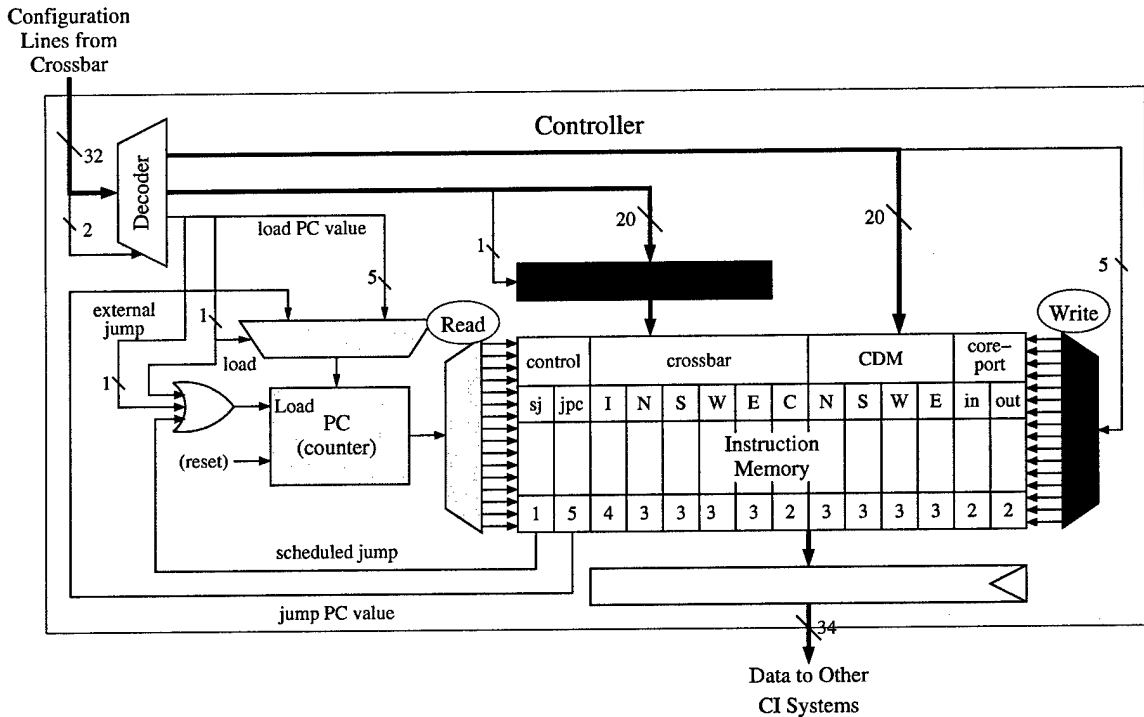 Configuration
Lines from
Crossbar
Controller
32
2
Decoder
load PC value
20
20
1
5
5
external
jump
1
load
1
Read
Write
Load
PC
(counter)
(reset)
control crossbar CDM core–
port
sj jpc I N S W E C N S W E in out
Instruction
Memory
1 5 4 3 3 3 3 2 3 3 3 3 2 2
scheduled jump
jump PC value
34
Data to Other
CI Systems